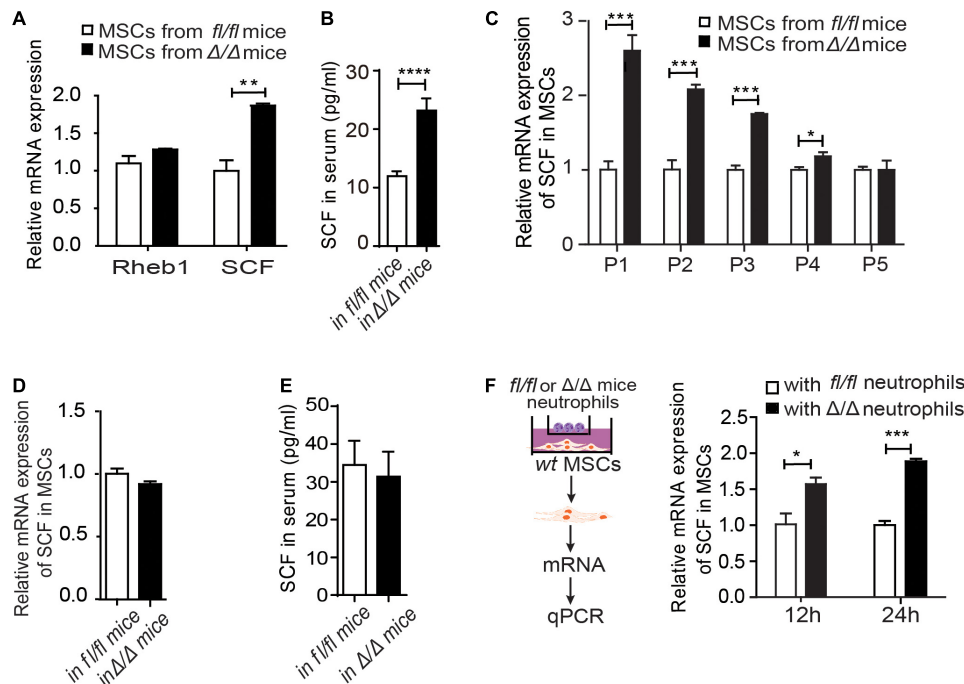 A
MSCs from fl/fl mice
MSCs from Δ/Δ mice
Relative mRNA expression
2.0
1.5
1.0
0.5
0.0
**
Rheb1
SCF
B
SCF in serum (pg/ml)
30
20
10
0
****
in fl/fl mice
in Δ/Δ mice
C
MSCs from fl/fl mice
MSCs from Δ/Δ mice
Relative mRNA expression
of SCF in MSCs
3
2
1
0
***
***
***
*
P1
P2
P3
P4
P5
D
Relative mRNA expression
of SCF in MSCs
1.5
1.0
0.5
0.0
in fl/fl mice
in Δ/Δ mice
E
SCF in serum (pg/ml)
50
40
30
20
10
0
in fl/fl mice
in Δ/Δ mice
F
fl/fl or Δ/Δ mice
neutrophils
wt MSCs
mRNA
qPCR
with fl/fl neutrophils
with Δ/Δ neutrophils
Relative mRNA expression
of SCF in MSCs
2.5
2.0
1.5
1.0
0.5
0.0
*
***
12h
24h